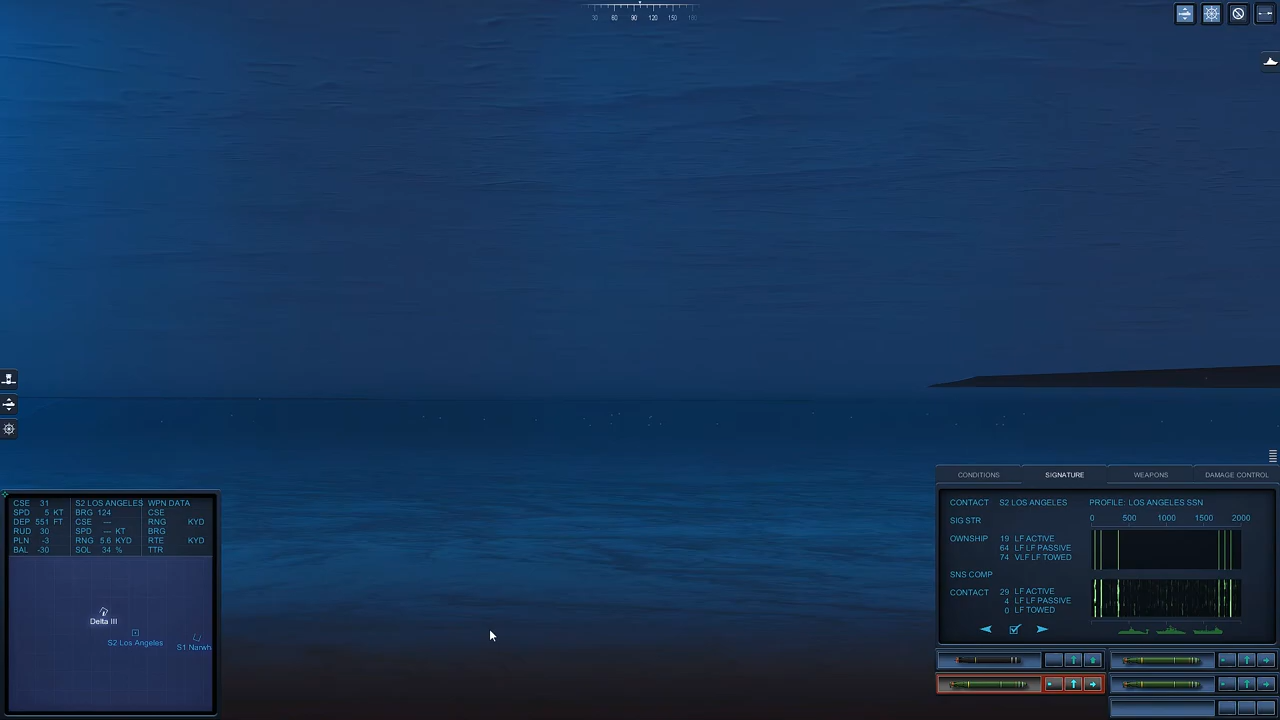 30 60 90 120 150 180
CSE 31 S2 LOS ANGELES WPN DATA
SPD 5 KT BRG 124 CSE
DEP 551 FT CSE --- RNG KYD
RUD 30 SPD --- KT BRG
PLN -3 RNG 5.6 KYD RTE KYD
BAL -30 SOL 34 % TTR
Delta III
S2 Los Angeles
S1 Narwh
CONDITIONS SIGNATURE WEAPONS DAMAGE CONTROL
CONTACT S2 LOS ANGELES PROFILE: LOS ANGELES SSN
SIG STR 0 500 1000 1500 2000
OWNSHIP 19 LF ACTIVE
64 LF LF PASSIVE
74 VLF LF TOWED
SNS COMP
CONTACT 29 LF ACTIVE
4 LF LF PASSIVE
0 LF TOWED